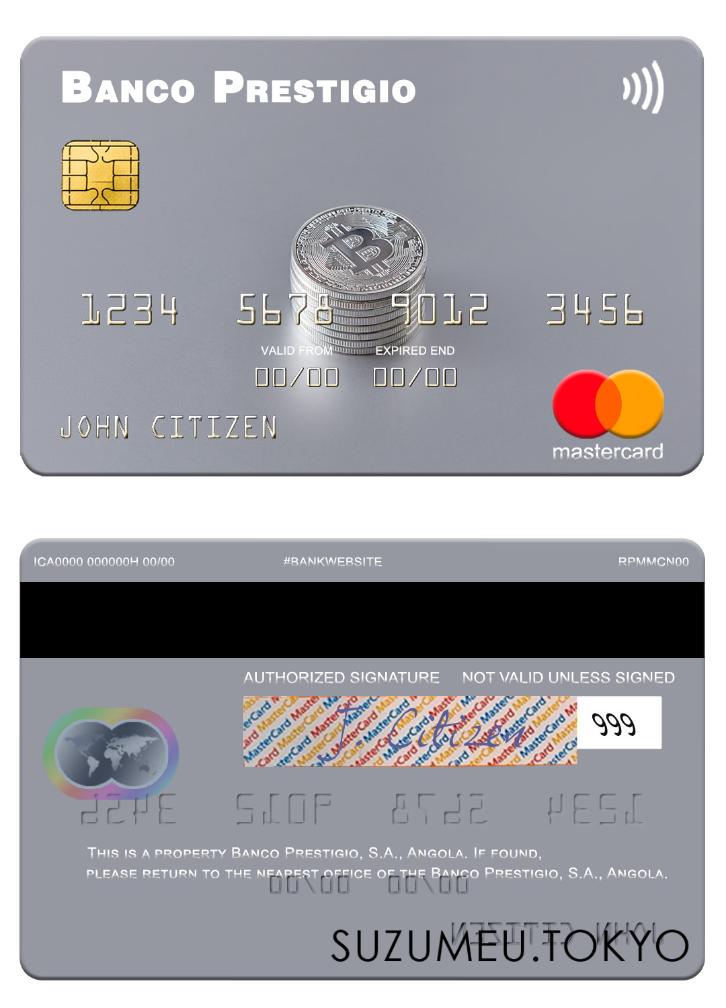 BANCO PRESTIGIO
1234 5678 9012 3456
VALID FROM EXPIRED END
00/00 00/00
JOHN CITIZEN
mastercard
ICA0000 000000H 00/00 #BANKWEBSITE RPMMCN00
AUTHORIZED SIGNATURE NOT VALID UNLESS SIGNED
J Citizen 999
THIS IS A PROPERTY BANCO PRESTIGIO, S.A., ANGOLA. IF FOUND,
PLEASE RETURN TO THE NEAREST OFFICE OF THE BANCO PRESTIGIO, S.A., ANGOLA.
SUZUMEU.TOKYO